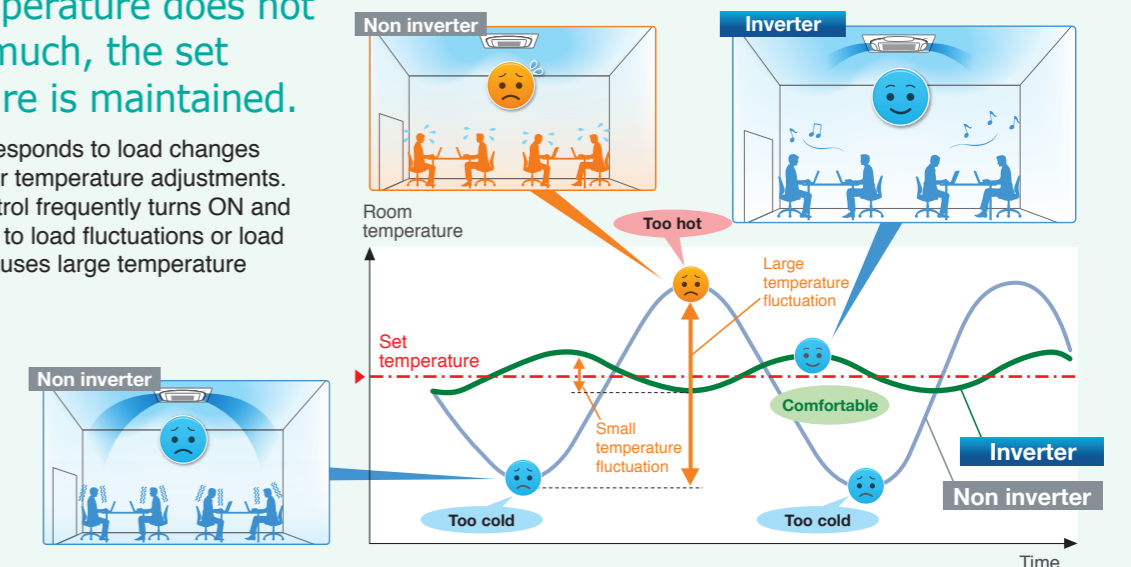 perature does not
much, the set
re is maintained.
esponds to load changes
r temperature adjustments.
trol frequently turns ON and
to load fluctuations or load
uses large temperature
Non inverter
Inverter
Room
temperature
Too hot
Large
temperature
fluctuation
Set
temperature
Comfortable
Small
temperature
fluctuation
Non inverter
Inverter
Non inverter
Too cold
Too cold
Time